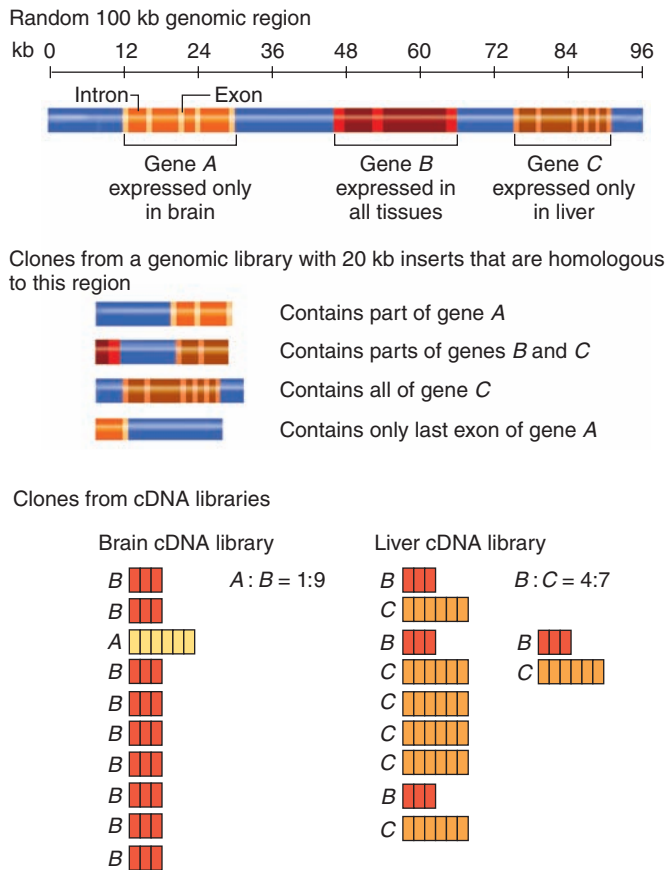 Random 100 kb genomic region
kb 0 12 24 36 48 60 72 84 96
Intron Exon
Gene A
expressed only
in brain
Gene B
expressed in
all tissues
Gene C
expressed only
in liver
Clones from a genomic library with 20 kb inserts that are homologous
to this region
Contains part of gene A
Contains parts of genes B and C
Contains all of gene C
Contains only last exon of gene A
Clones from cDNA libraries
Brain cDNA library
B
A : B = 1:9
B
A
B
B
B
B
B
B
B
Liver cDNA library
B
B : C = 4:7
C
B
C
C
C
C
B
C
B
C